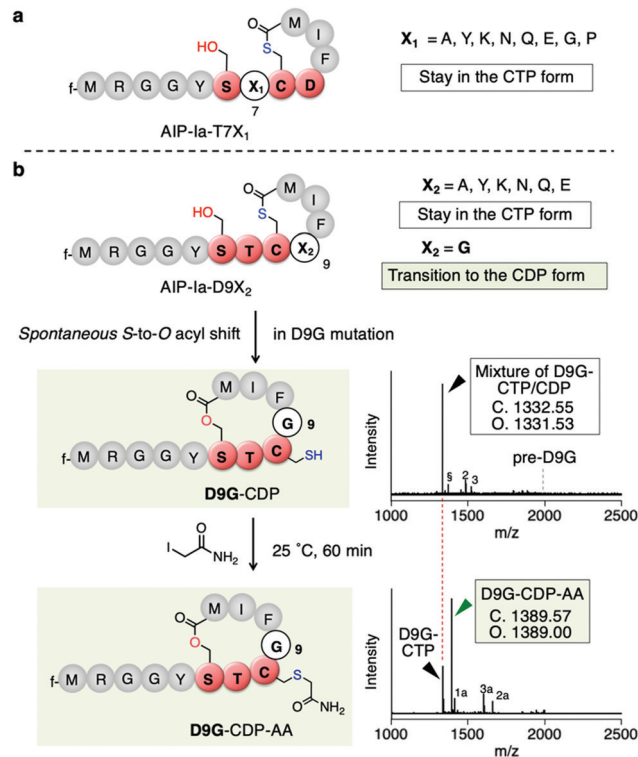 a
HO
O
S
M
I
F
f- M R G G Y S X₁ C D
7
AIP-Ia-T7X₁
X₁ = A, Y, K, N, Q, E, G, P
Stay in the CTP form
b
HO
O
S
M
I
F
f- M R G G Y S T C X₂
9
AIP-Ia-D9X₂
X₂ = A, Y, K, N, Q, E
Stay in the CTP form
X₂ = G
Transition to the CDP form
Spontaneous S-to-O acyl shift
in D9G mutation
M I F
O
O
G 9
f- M R G G Y S T C
SH
D9G-CDP
Intensity
Mixture of D9G-
CTP/CDP
C. 1332.55
O. 1331.53
pre-D9G
§ 2 3
1000 1500 2000 2500
m/z
I
O
NH₂
25 ˚C, 60 min
M I F
O
O
G 9
f- M R G G Y S T C
S
O
NH₂
D9G-CDP-AA
Intensity
D9G-CDP-AA
C. 1389.57
O. 1389.00
D9G-
CTP
1a 3a 2a
1000 1500 2000 2500
m/z